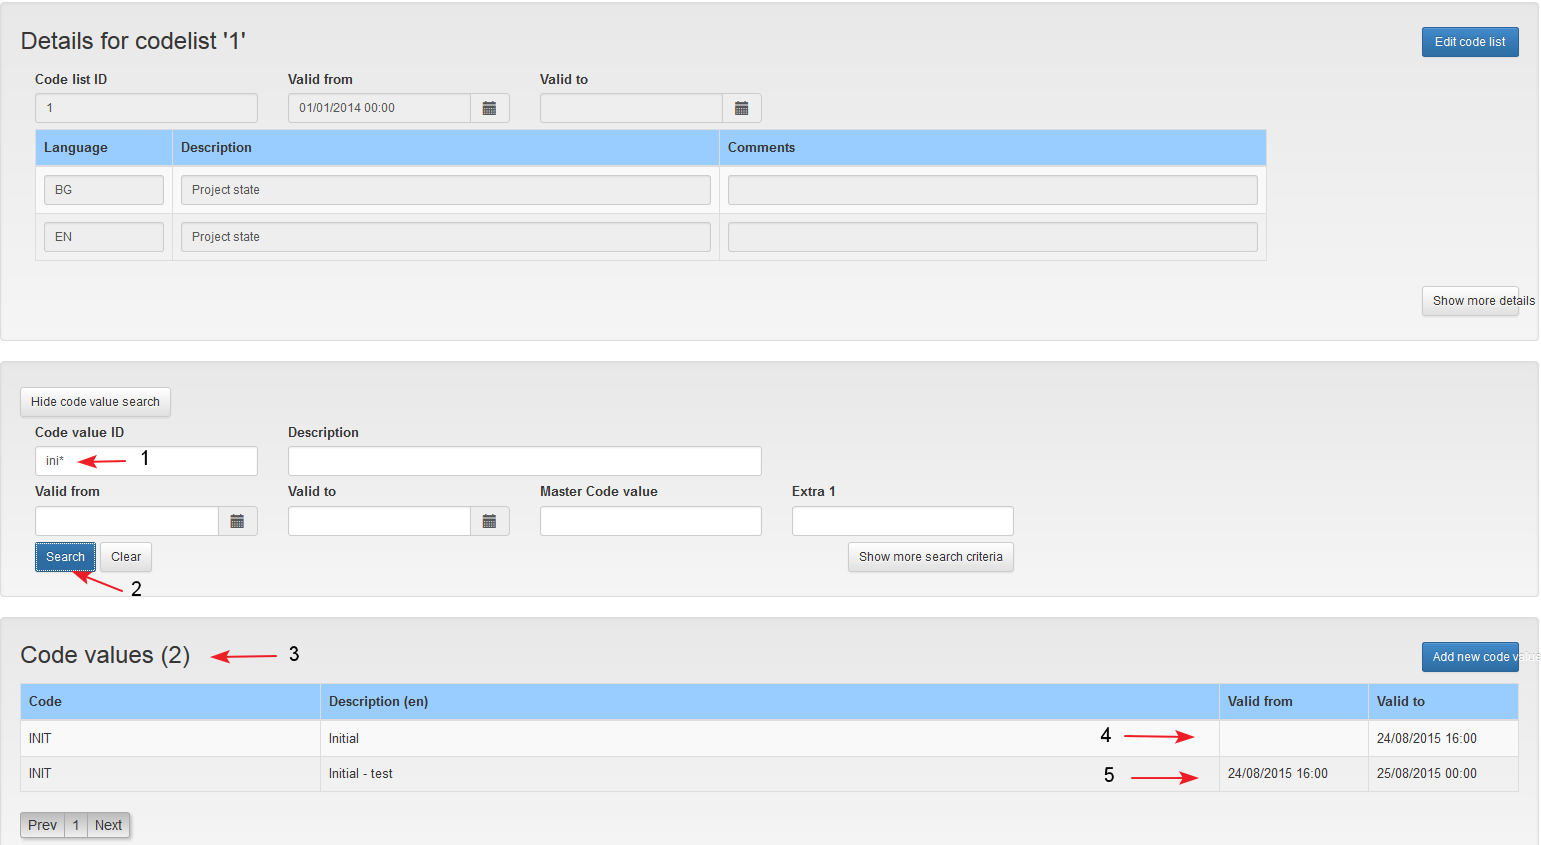 Details for codelist '1'
Edit code list
Code list ID Valid from Valid to
1 01/01/2014 00:00
Language Description Comments
BG Project state
EN Project state
Show more details
Hide code value search
Code value ID Description
ini* 1
Valid from Valid to Master Code value Extra 1
Search Clear Show more search criteria
2
Code values (2) 3
Add new code value
Code Description (en) Valid from Valid to
INIT Initial 4 24/08/2015 16:00
INIT Initial - test 5 24/08/2015 16:00 25/08/2015 00:00
Prev 1 Next